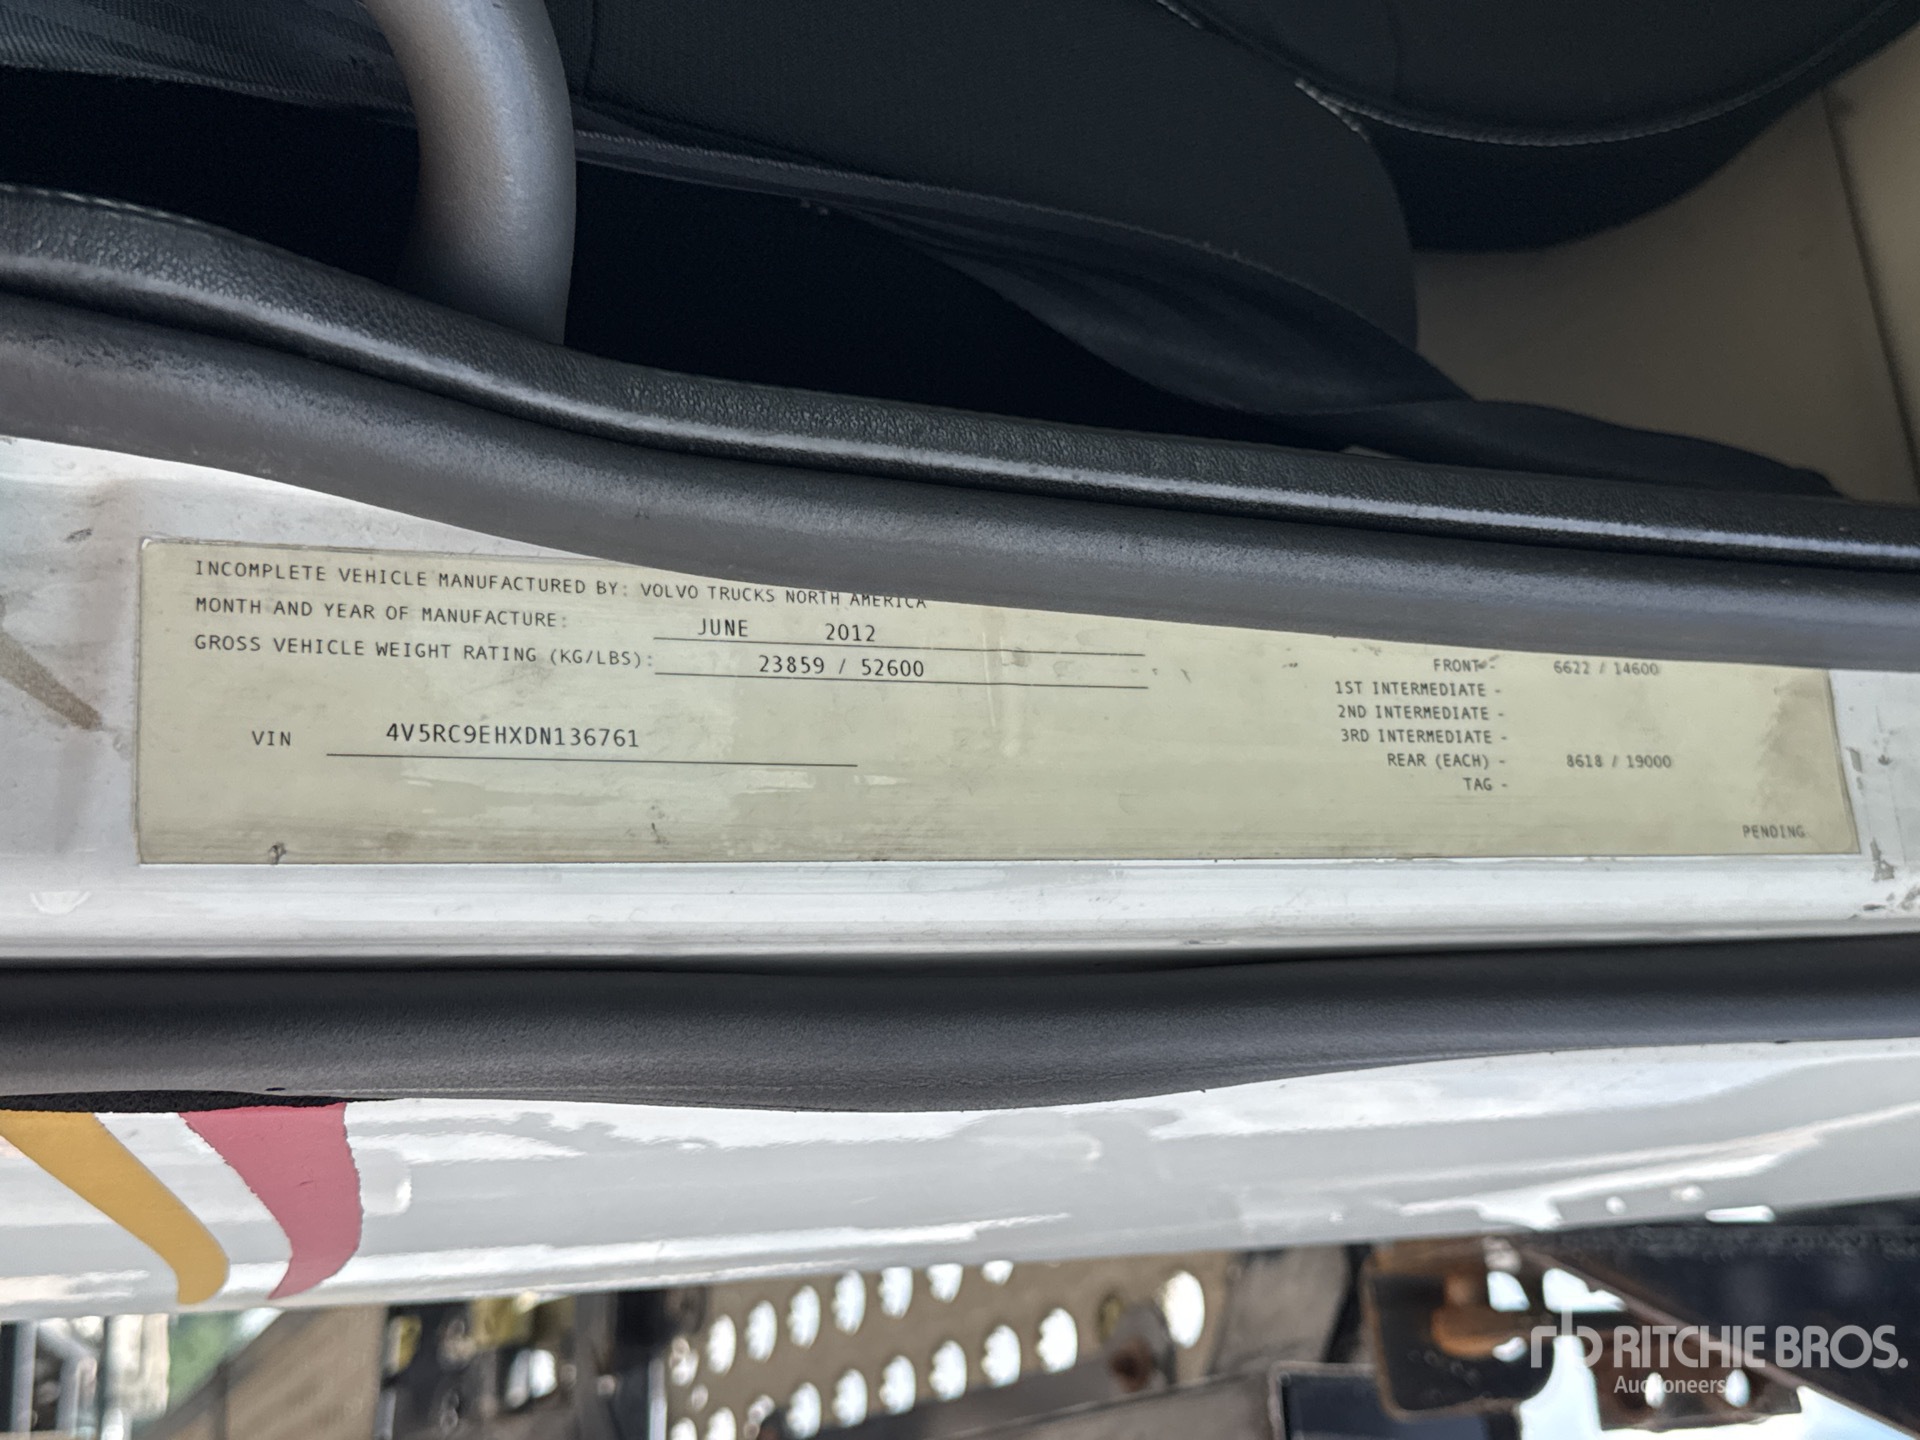 INCOMPLETE VEHICLE MANUFACTURED BY: VOLVO TRUCKS NORTH AMERICA
MONTH AND YEAR OF MANUFACTURE: JUNE 2012
GROSS VEHICLE WEIGHT RATING (KG/LBS): 23859 / 52600
VIN 4V5RC9EHXDN136761
FRONT - 6622 / 14600
1ST INTERMEDIATE -
2ND INTERMEDIATE -
3RD INTERMEDIATE -
REAR (EACH) - 8618 / 19000
TAG -
PENDING
rb RITCHIE BROS.
Auctioneers